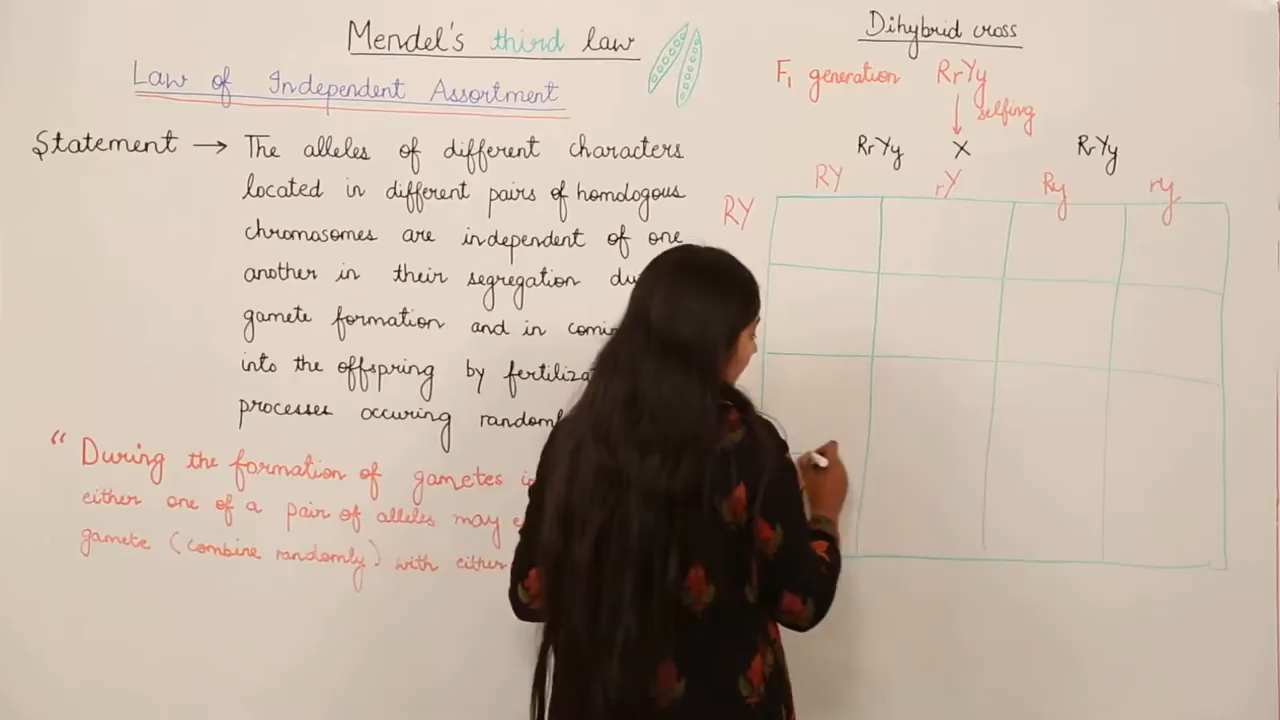 Mendel's third law
Law of Independent Assortment
Statement → The alleles of different characters
located in different pairs of homologous
chromosomes are independent of one
another in their segregation
gamete formation and in
into the offspring by
processes occuring
" During the formation of gametes
either one of a pair of alleles may
gamete (combine randomly) with either
Dihybrid cross
F1 generation RrYy
selfing
RrYy X RrYy
RY rY Ry ry
RY